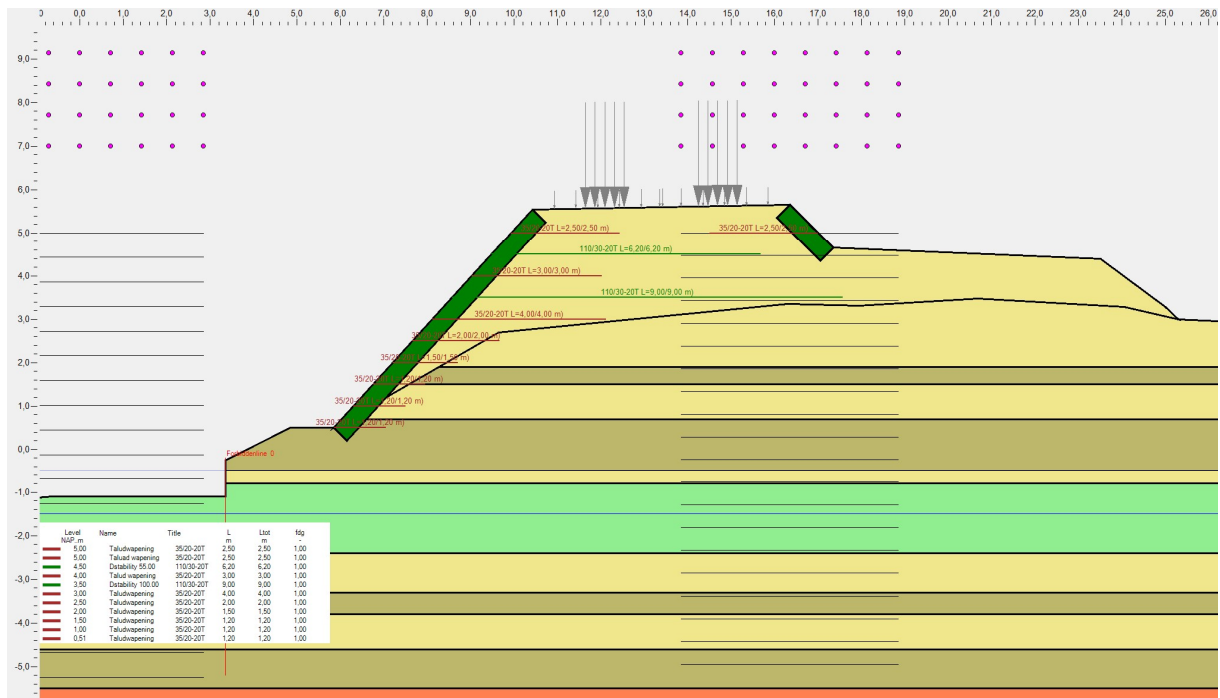 0,0 1,0 2,0 3,0 6,0 7,0 8,0 9,0 10,0 11,0 12,0 13,0 14,0 15,0 16,0 17,0 18,0 19,0 20,0 21,0 22,0 23,0 24,0 25,0 26,0
9,0
8,0
7,0
6,0
5,0
4,0
3,0
2,0
1,0
0,0
-1,0
-2,0
-3,0
-4,0
-5,0
L=2,50/2,50 m)
35/20-20T
110/30-20T L=6,20/6,20 m)
L=3,00/3,00 m)
110/30-20T L=9,00/9,00 m)
35/20-20T L=4,00/4,00 m)
L=2,00/2,00 m)
Level Name Title L Ltot fdg
NAP..m m m -
5,00 Taludwapening 35/20-20T 2,50 2,50 1,00
5,00 Taluad wapening 35/20-20T 2,50 2,50 1,00
4,50 Dstability 55.00 110/30-20T 6,20 6,20 1,00
4,00 Talud wapening 35/20-20T 3,00 3,00 1,00
3,50 Dstability 100.00 110/30-20T 9,00 9,00 1,00
3,00 Taludwapening 35/20-20T 4,00 4,00 1,00
2,50 Taludwapening 35/20-20T 2,00 2,00 1,00
2,00 Taludwapening 35/20-20T 1,50 1,50 1,00
1,50 Taludwapening 35/20-20T 1,20 1,20 1,00
1,00 Taludwapening 35/20-20T 1,20 1,20 1,00
0,51 Taludwapening 35/20-20T 1,20 1,20 1,00